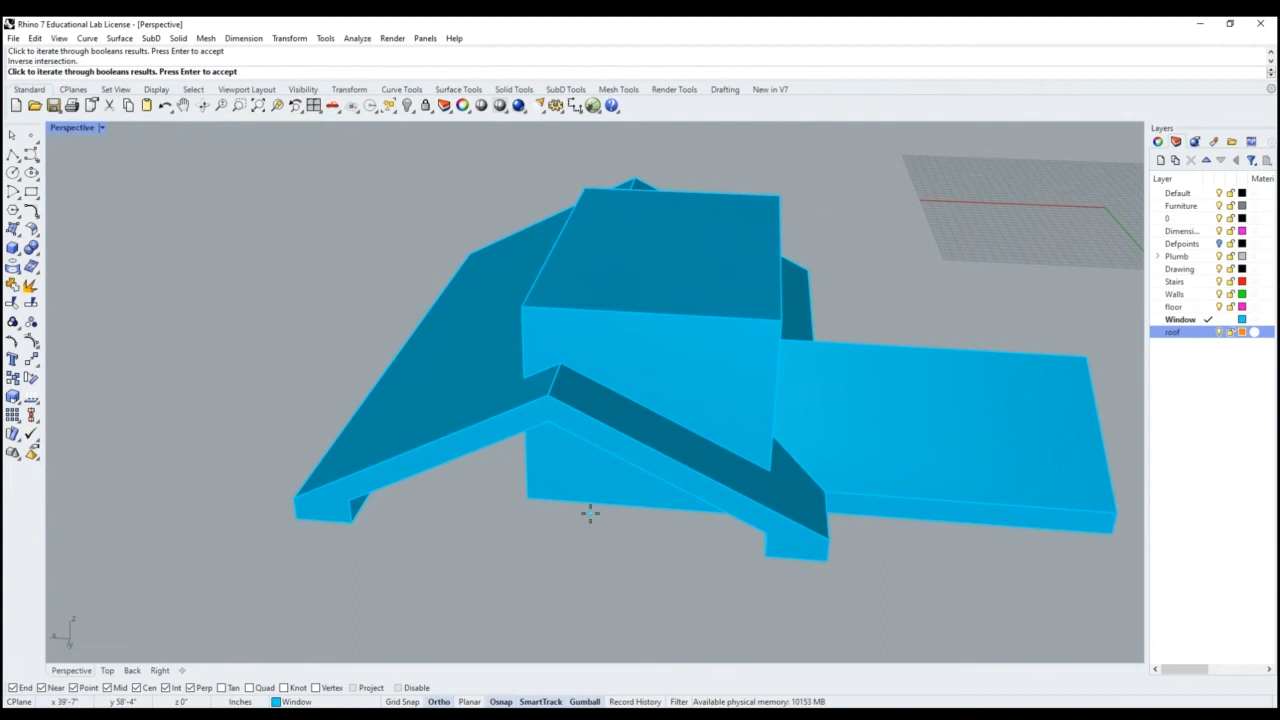 Rhino 7 Educational Lab License - [Perspective]
File Edit View Curve Surface SubD Solid Mesh Dimension Transform Tools Analyze Render Panels Help
Click to iterate through booleans results. Press Enter to accept
Inverse intersection.
Click to iterate through booleans results. Press Enter to accept
Standard CPlanes Set View Display Select Viewport Layout Visibility Transform Curve Tools Surface Tools Solid Tools SubD Tools Mesh Tools Render Tools Drafting New in V7
Perspective
Layers
Layer Materi
Default
Furniture
0
Dimensi...
Defpoints
Plumb
Drawing
Stairs
Walls
floor
Window
roof
z
x
y
Perspective Top Back Right
End Near Point Mid Cen Int Perp Tan Quad Knot Vertex Project Disable
CPlane x 39'-7" y 58'-4" z 0" Inches Window Grid Snap Ortho Planar Osnap SmartTrack Gumball Record History Filter Available physical memory: 10153 MB